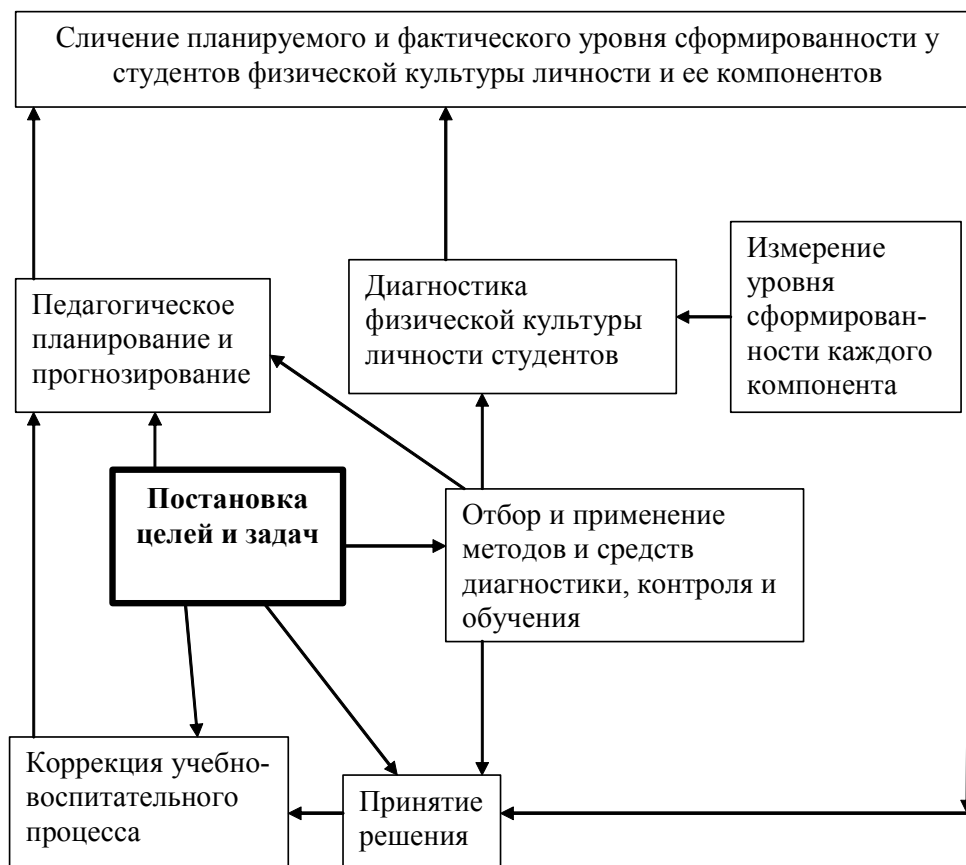 Сличение планируемого и фактического уровня сформированности у
студентов физической культуры личности и ее компонентов
Измерение
уровня
сформирован-
ности каждого
компонента
Диагностика
физической культуры
личности студентов
Педагогическое
планирование и
прогнозирование
Постановка
целей и задач
Отбор и применение
методов и средств
диагностики, контроля и
обучения
Коррекция учебно-
воспитательного
процесса
Принятие
решения